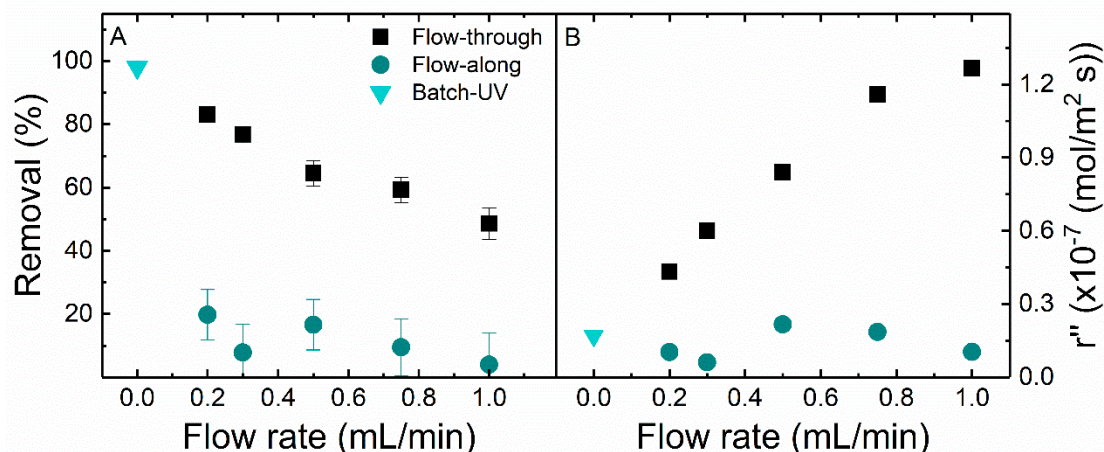 A
Flow-through
Flow-along
Batch-UV
B
Removal (%)
100
80
60
40
20
0.0 0.2 0.4 0.6 0.8 1.0
Flow rate (mL/min)
0.0 0.2 0.4 0.6 0.8 1.0
Flow rate (mL/min)
1.2
0.9
0.6
0.3
0.0
r'' (x10⁻⁷ (mol/m² s)